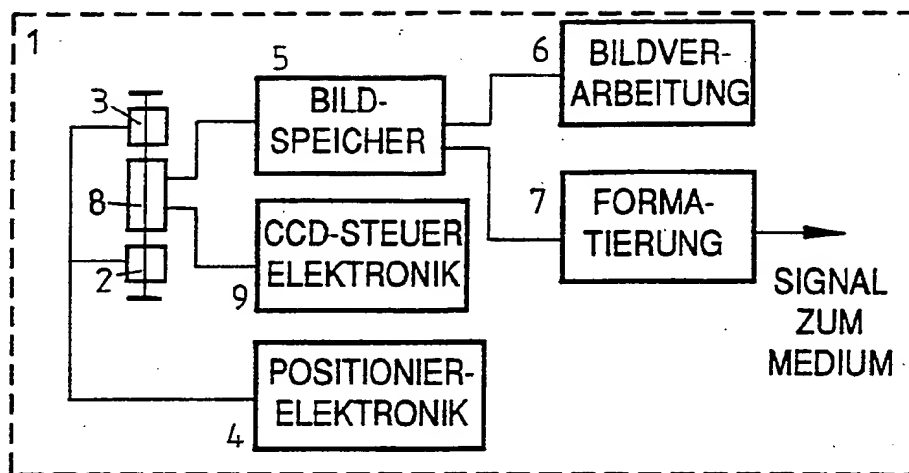 1
3
8
2
5
BILD-
SPEICHER
6
BILDVER-
ARBEITUNG
7
FORMA-
TIERUNG
CCD-STEUER
ELEKTRONIK
9
POSITIONIER-
ELEKTRONIK
4
SIGNAL
ZUM
MEDIUM